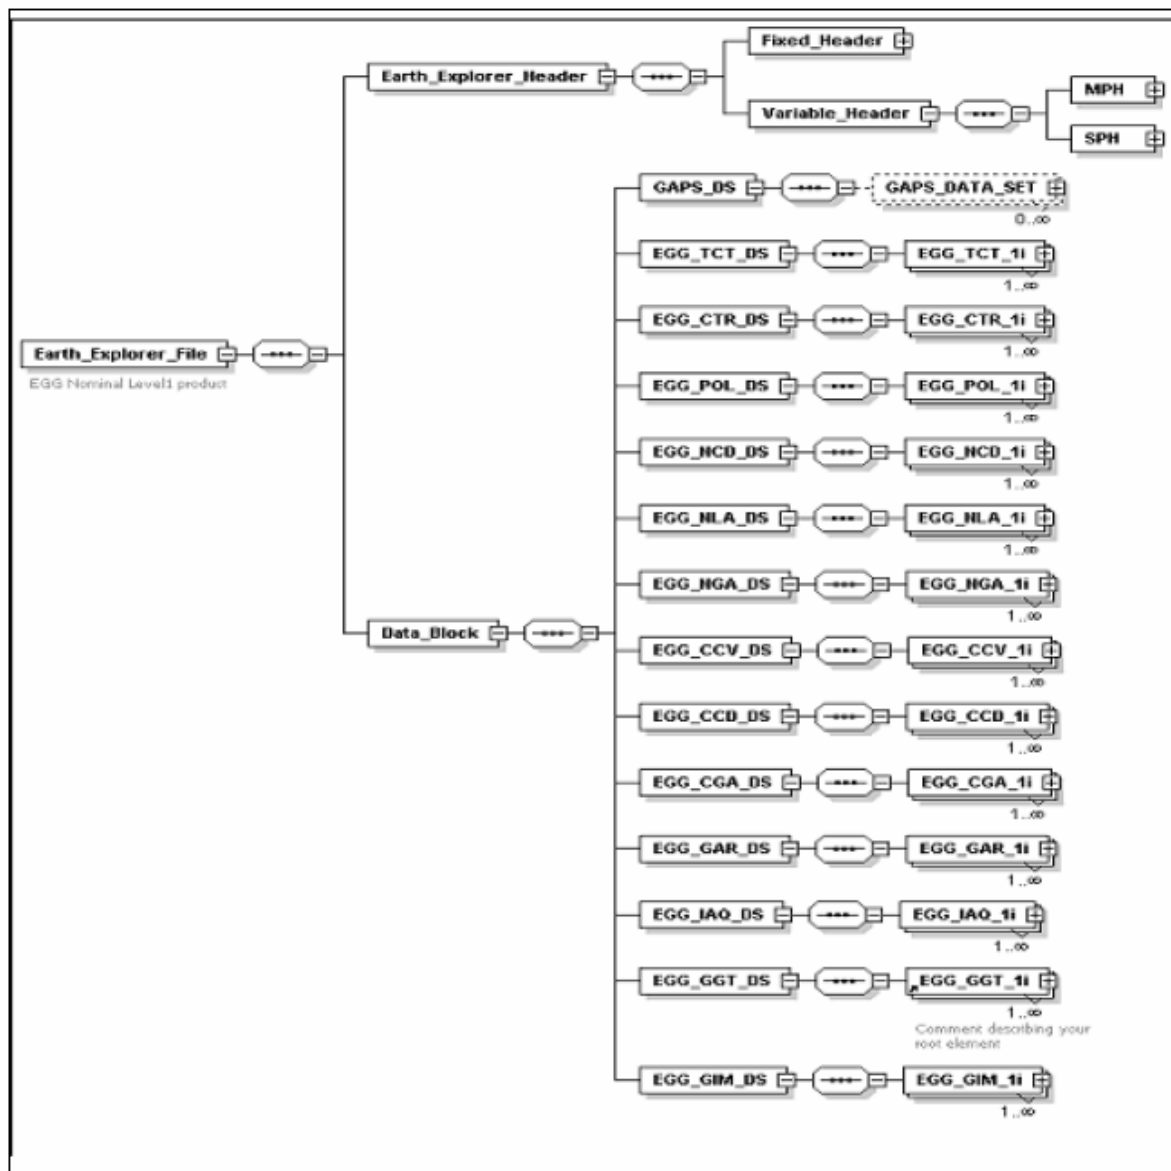 Fixed_Header
Earth_Explorer_Header
MPH
Variable_Header
SPH
GAPS_DS GAPS_DATA_SET
0..∞
EGG_TCT_DS EGG_TCT_1i
1..∞
EGG_CTR_DS EGG_CTR_1i
1..∞
Earth_Explorer_File
EGG Nominal Level1 product
EGG_POL_DS EGG_POL_1i
1..∞
EGG_NCD_DS EGG_NCD_1i
1..∞
EGG_NLA_DS EGG_NLA_1i
1..∞
EGG_NGA_DS EGG_NGA_1i
1..∞
Data_Block
EGG_CCV_DS EGG_CCV_1i
1..∞
EGG_CCD_DS EGG_CCD_1i
1..∞
EGG_CGA_DS EGG_CGA_1i
1..∞
EGG_GAR_DS EGG_GAR_1i
1..∞
EGG_IAQ_DS EGG_IAQ_1i
1..∞
EGG_GGT_DS EGG_GGT_1i
1..∞
Comment describing your
root element
EGG_GIM_DS EGG_GIM_1i
1..∞